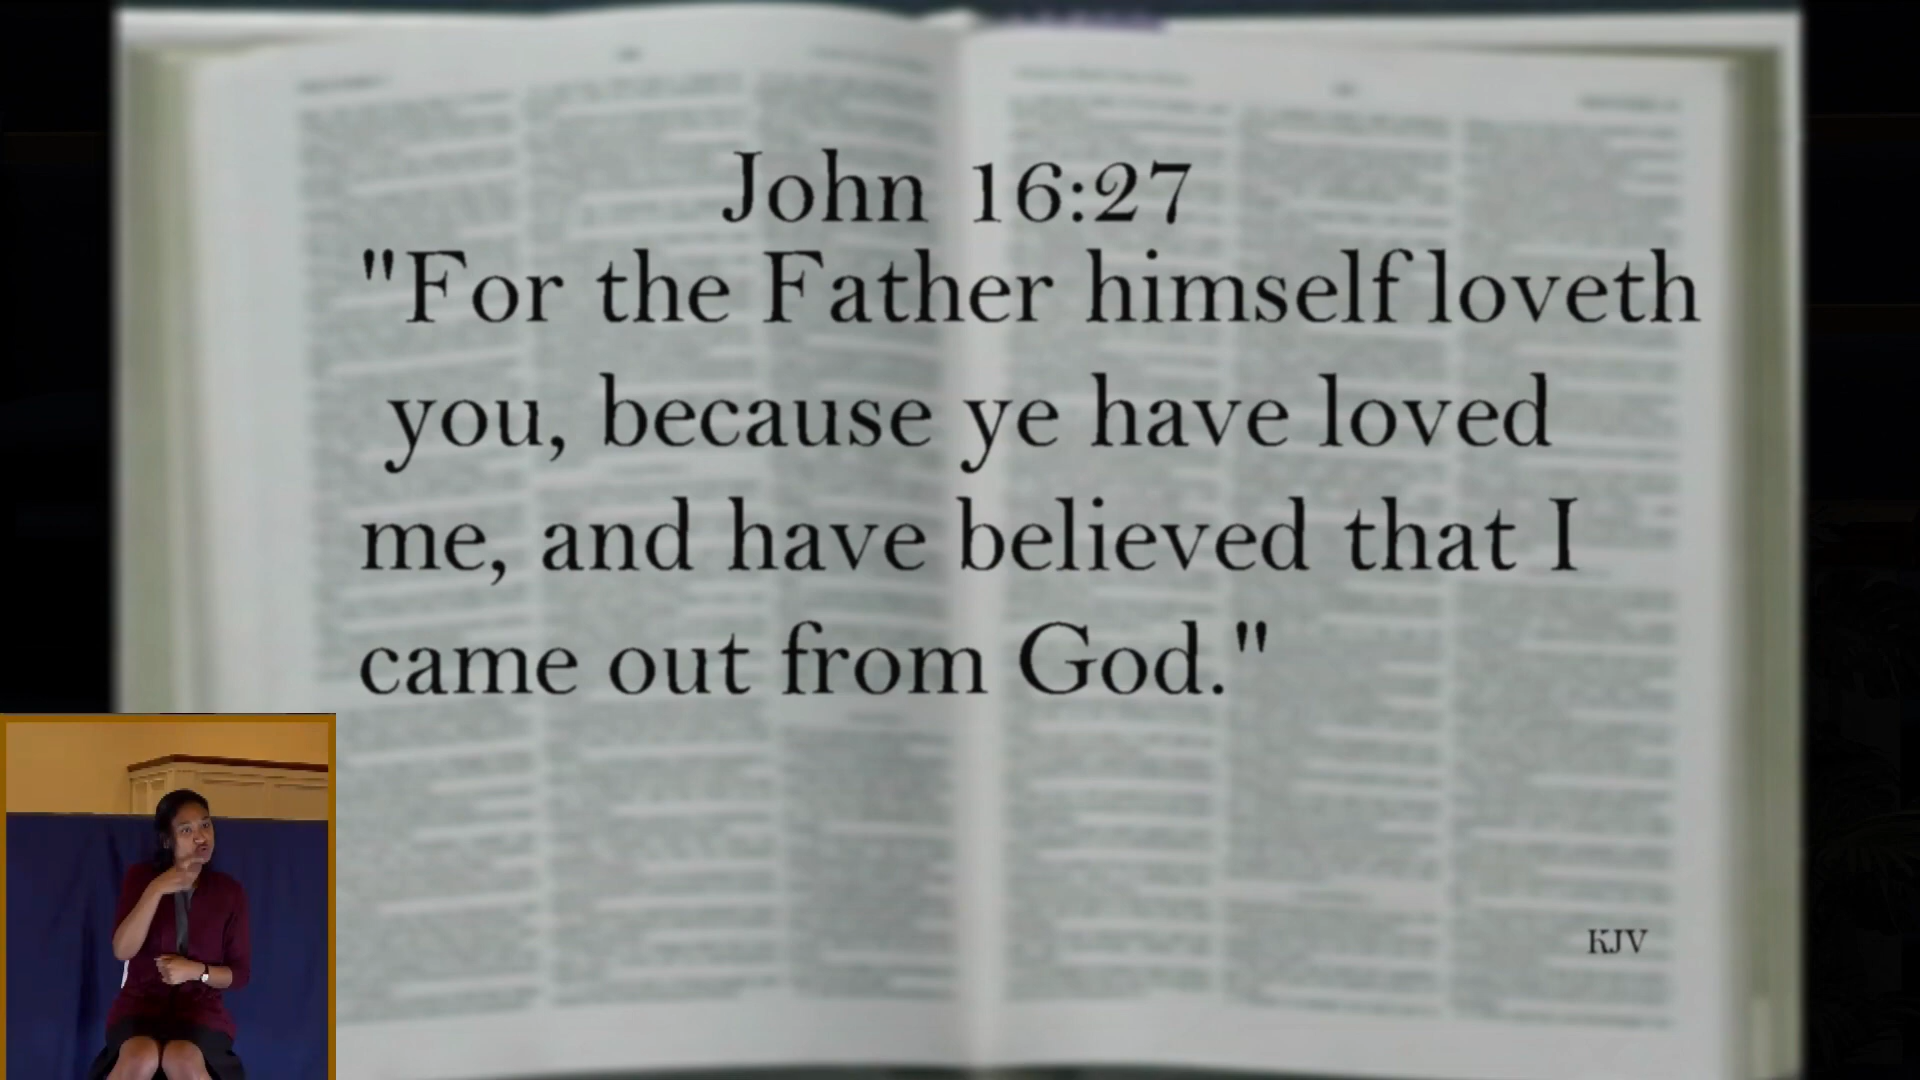 John 16:27
"For the Father himself loveth
you, because ye have loved
me, and have believed that I
came out from God."
KJV